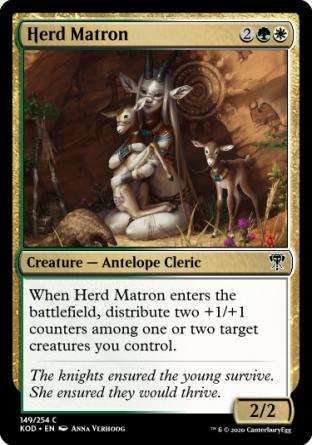 Herd Matron 2
Creature — Antelope Cleric
When Herd Matron enters the
battlefield, distribute two +1/+1
counters among one or two target
creatures you control.
The knights ensured the young survive.
She ensured they would thrive.
2/2
149/254 C
KOD • EN Anna Verhoog
™ & © 2020 CanterburyEgg